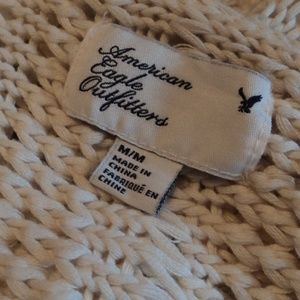 American
Eagle
Outfitters
M/M
MADE IN
CHINA
FABRIQUÉ EN
CHINE